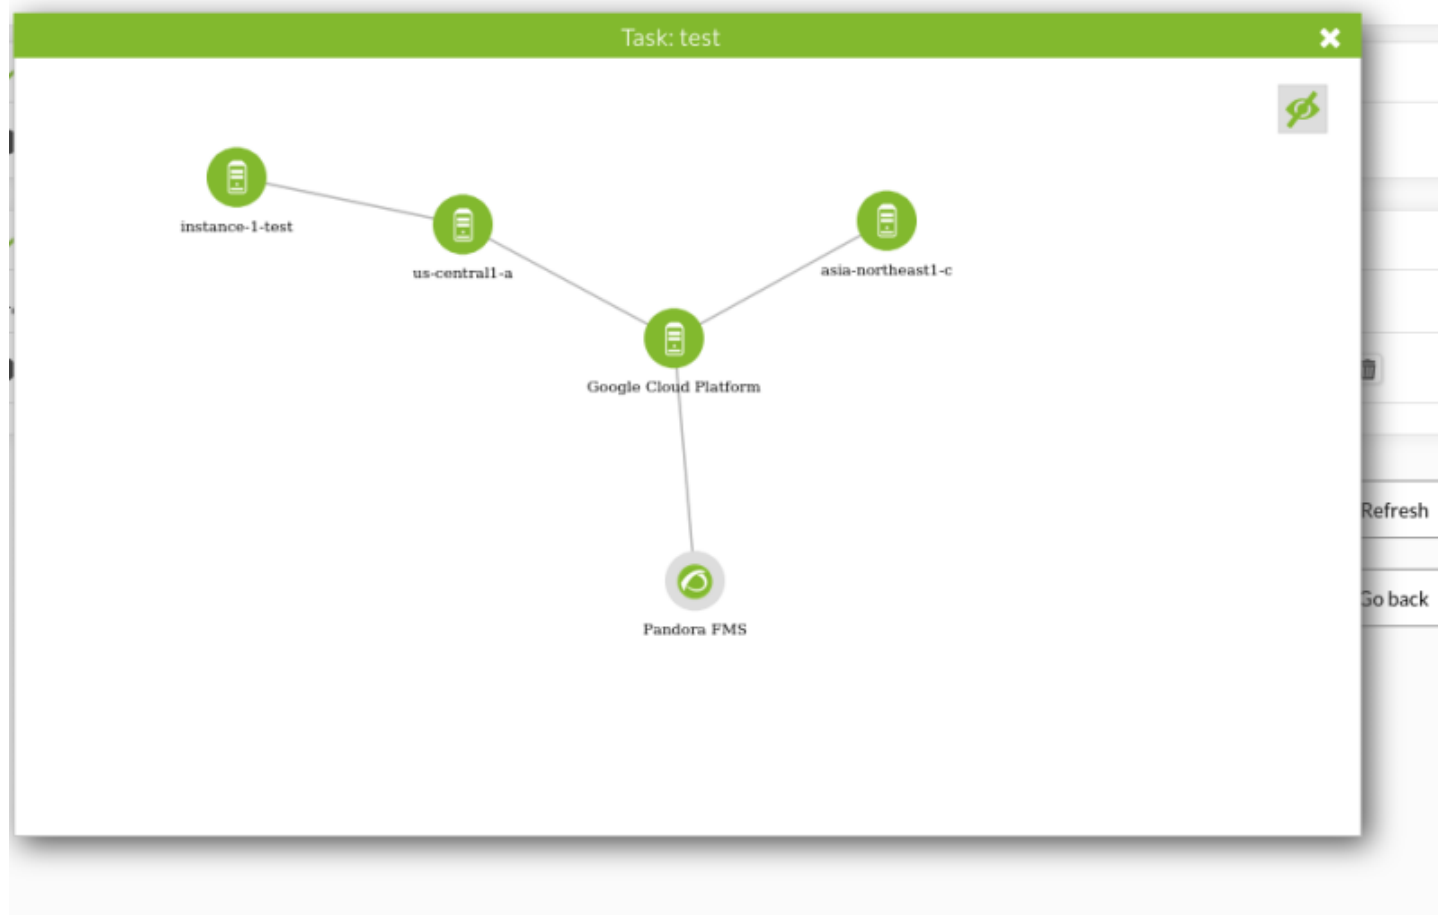 Task: test
instance-1-test
us-central1-a
asia-northeast1-c
Google Cloud Platform
Refresh
Go back
Pandora FMS